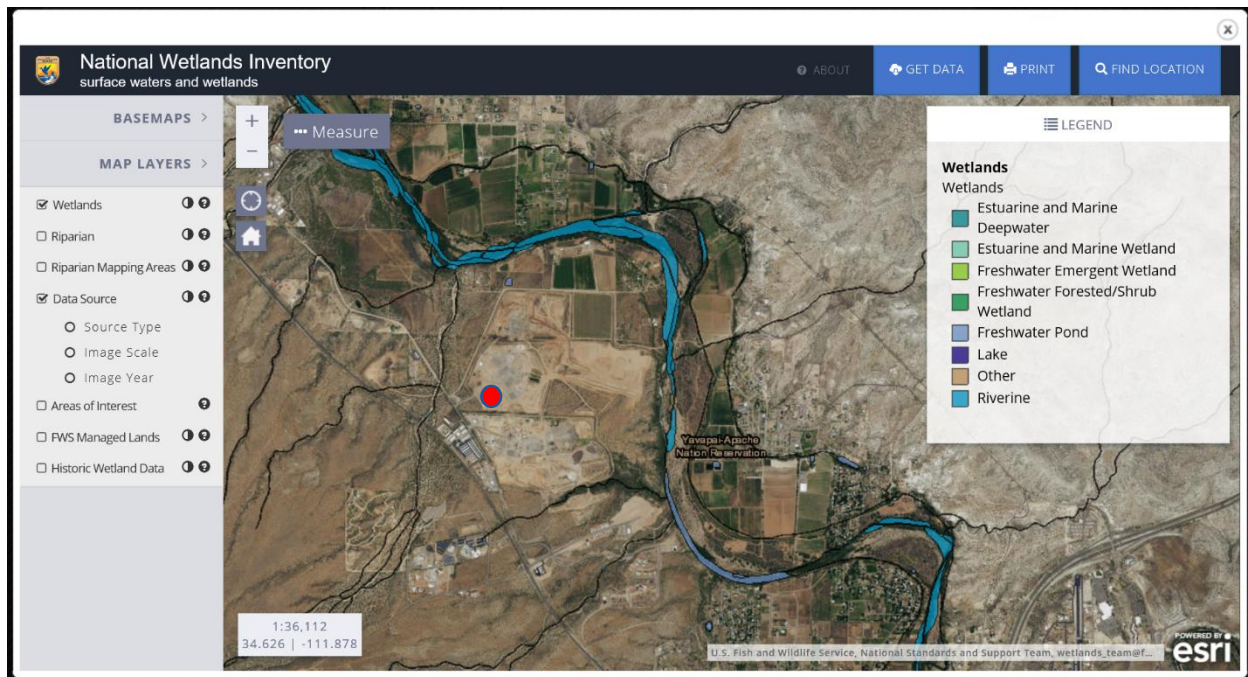 National Wetlands Inventory
surface waters and wetlands
ABOUT
GET DATA
PRINT
FIND LOCATION
BASEMAPS >
MAP LAYERS >
Wetlands
Riparian
Riparian Mapping Areas
Data Source
Source Type
Image Scale
Image Year
Areas of Interest
FWS Managed Lands
Historic Wetland Data
+
Measure
−
LEGEND
Wetlands
Wetlands
Estuarine and Marine
Deepwater
Estuarine and Marine Wetland
Freshwater Emergent Wetland
Freshwater Forested/Shrub
Wetland
Freshwater Pond
Lake
Other
Riverine
Yavapai-Apache
Nation Reservation
1:36,112
34.626 | -111.878
U.S. Fish and Wildlife Service, National Standards and Support Team, wetlands_team@f...
POWERED BY
esri